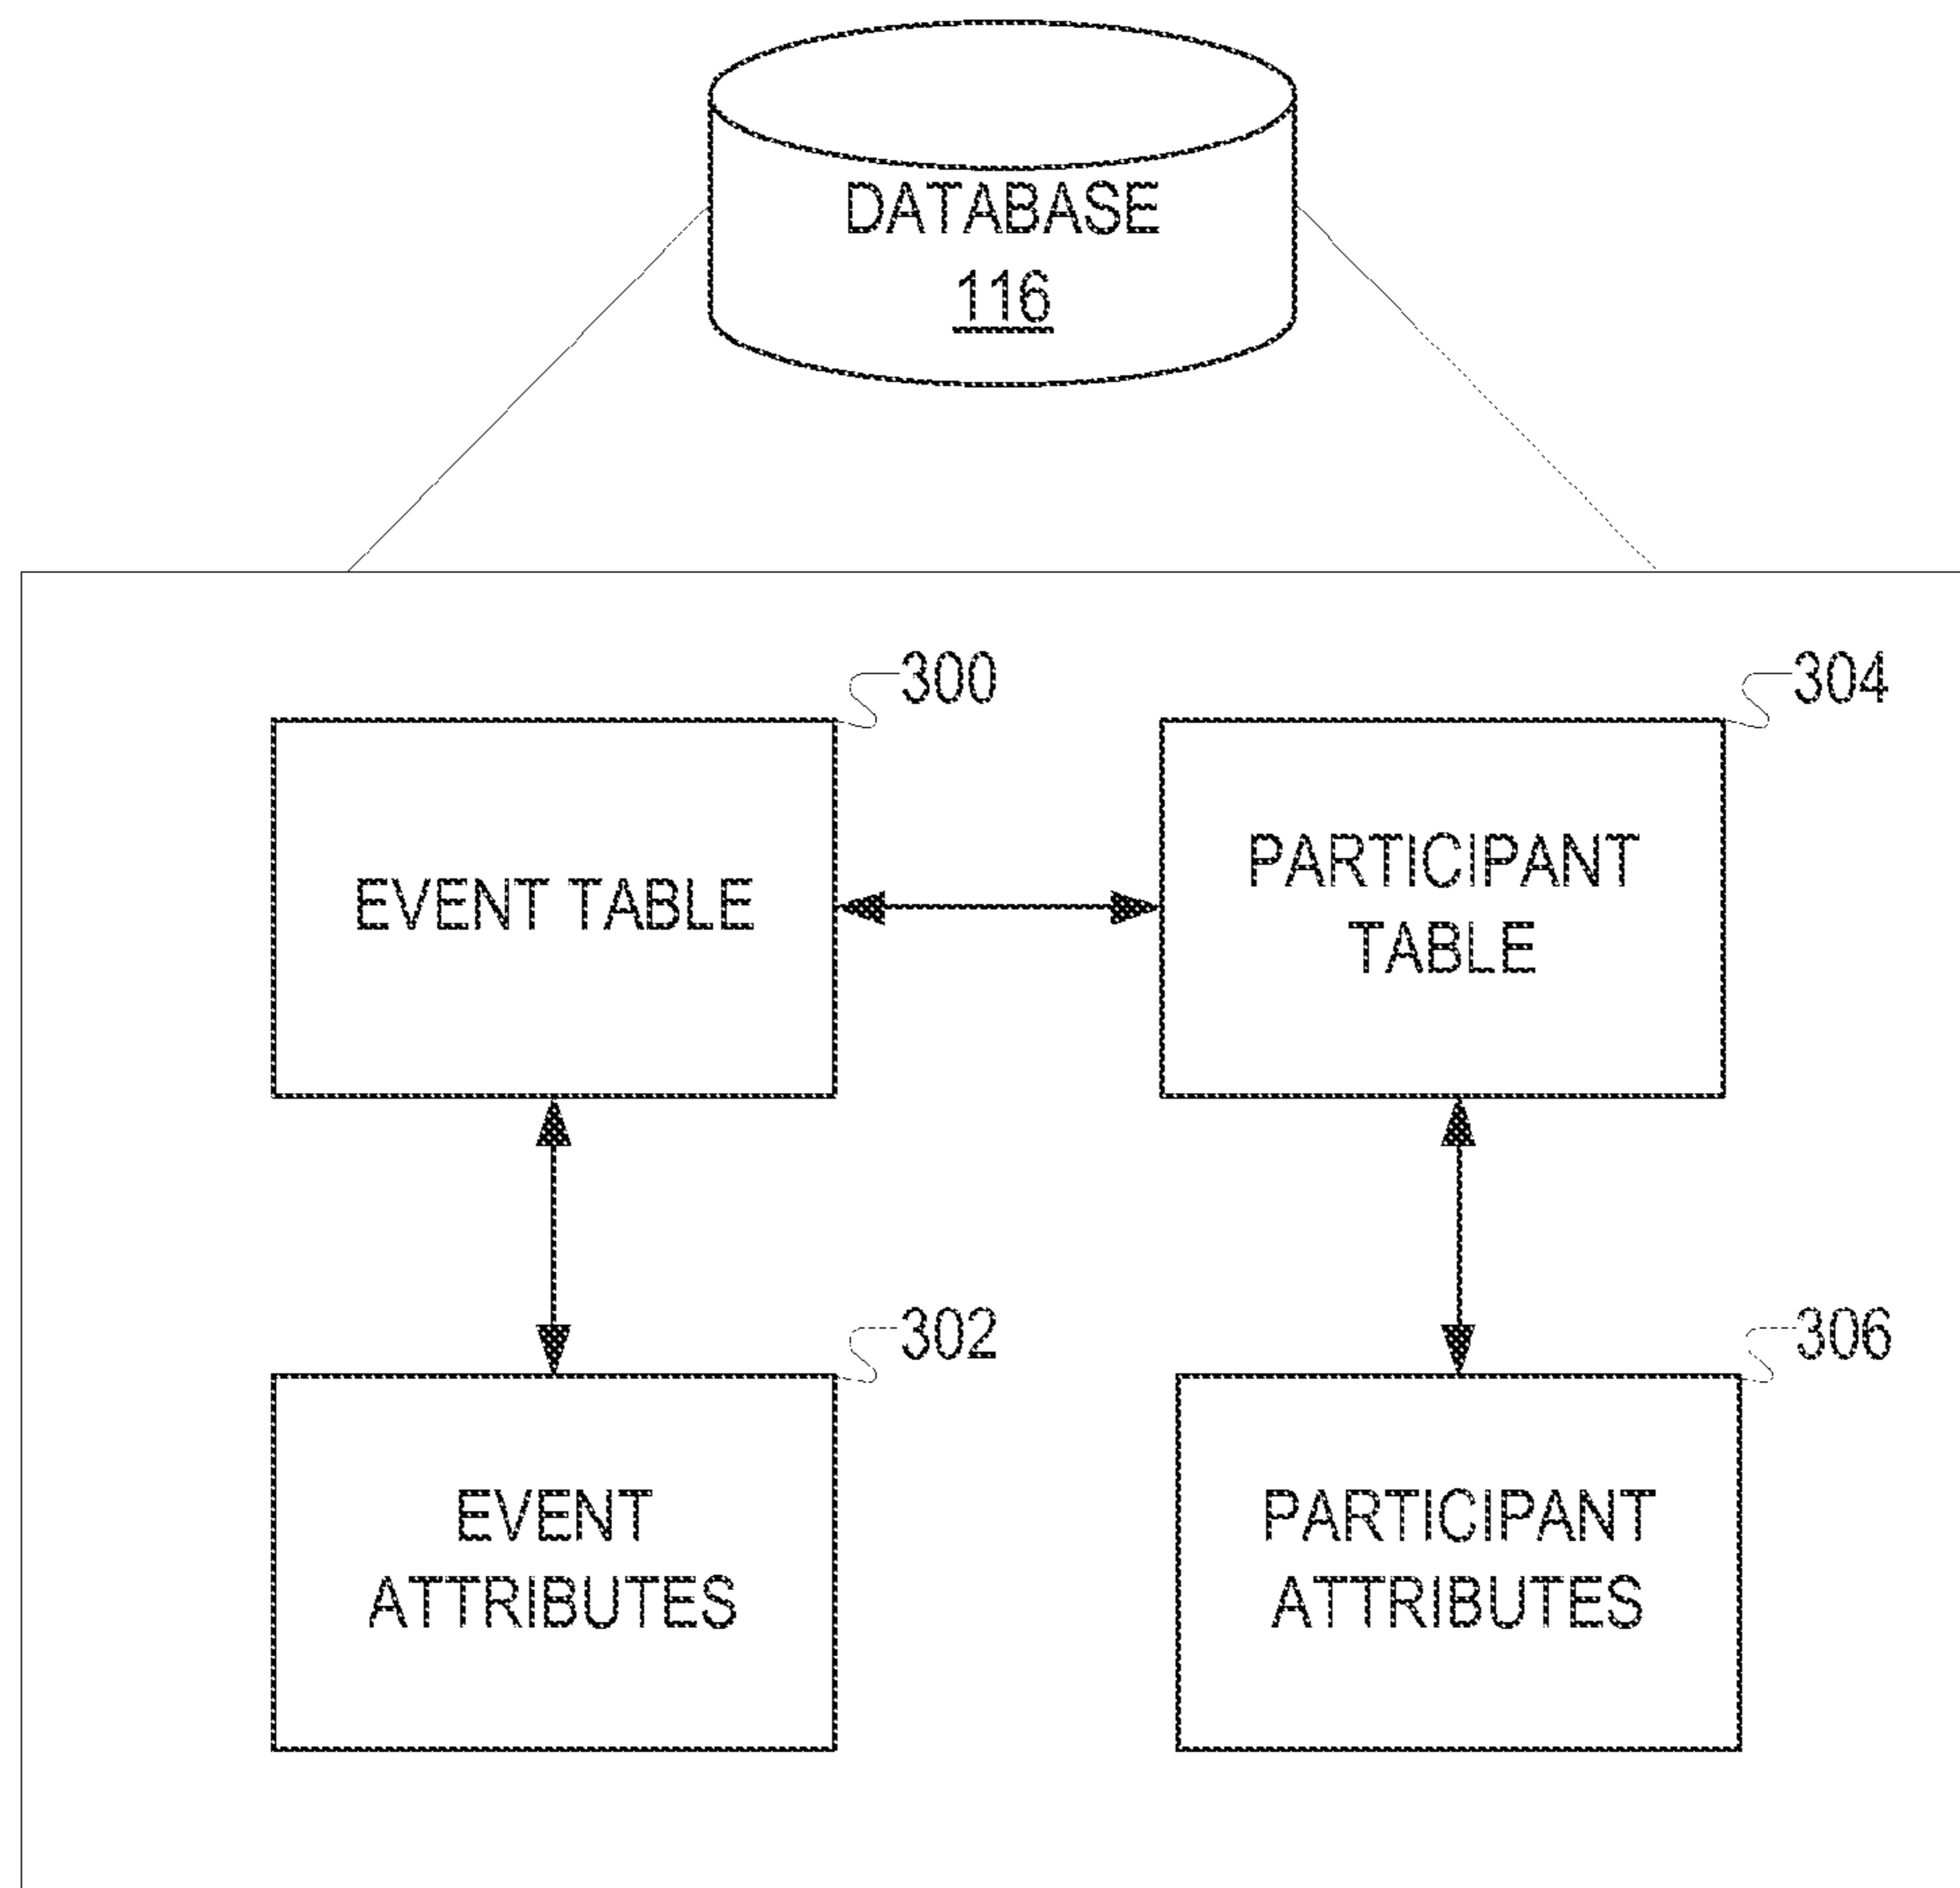 DATABASE
116
300
304
EVENT TABLE
PARTICIPANT
TABLE
302
306
EVENT
ATTRIBUTES
PARTICIPANT
ATTRIBUTES